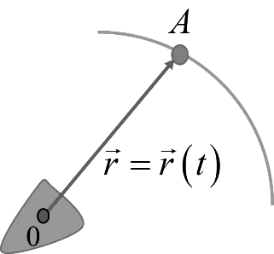 A
r⃗ = r⃗(t)
0